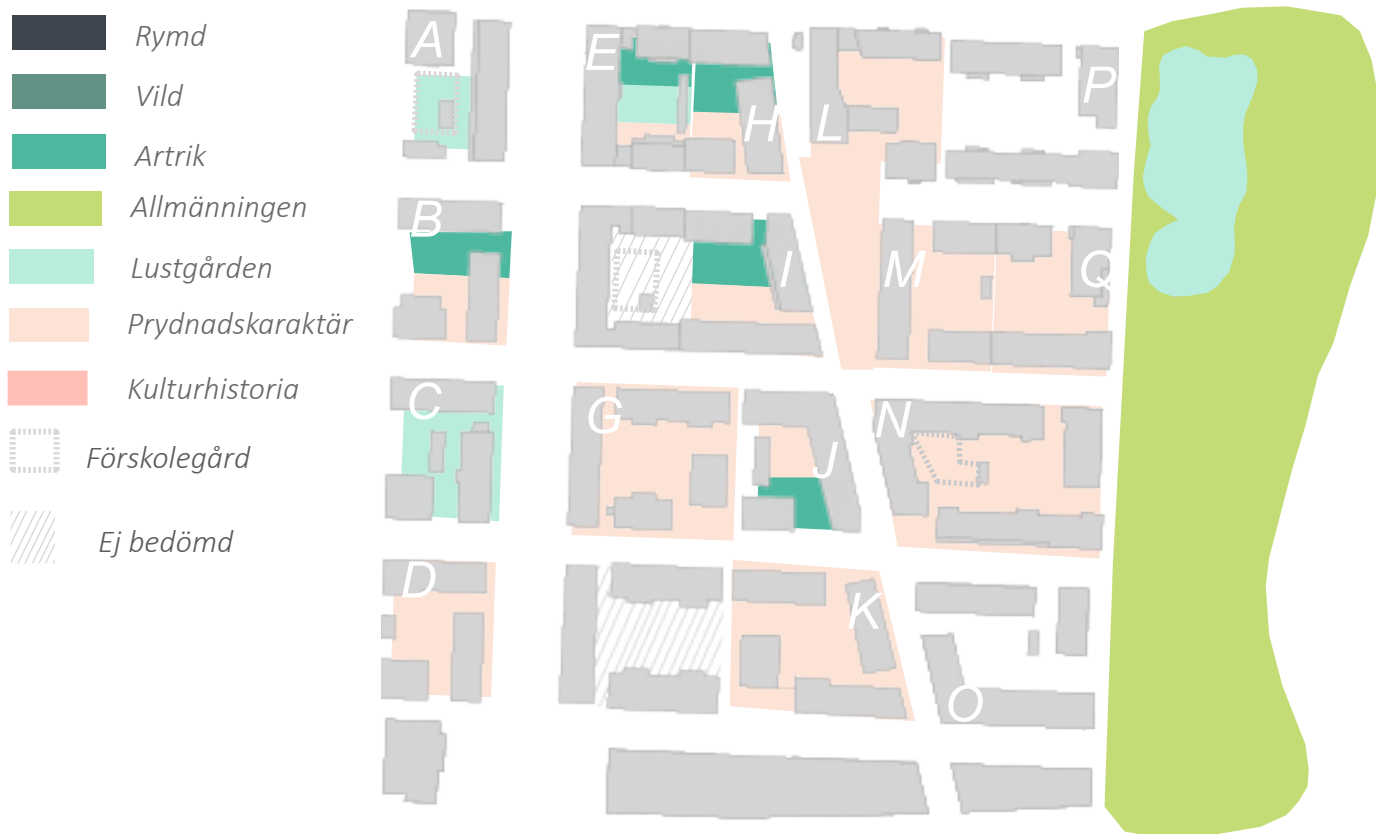 Rymd
Vild
Artrik
Allmänningen
Lustgården
Prydnadskaraktär
Kulturhistoria
Förskolegård
Ej bedömd
A
E
H
L
P
B
I
M
Q
C
G
J
N
D
K
O